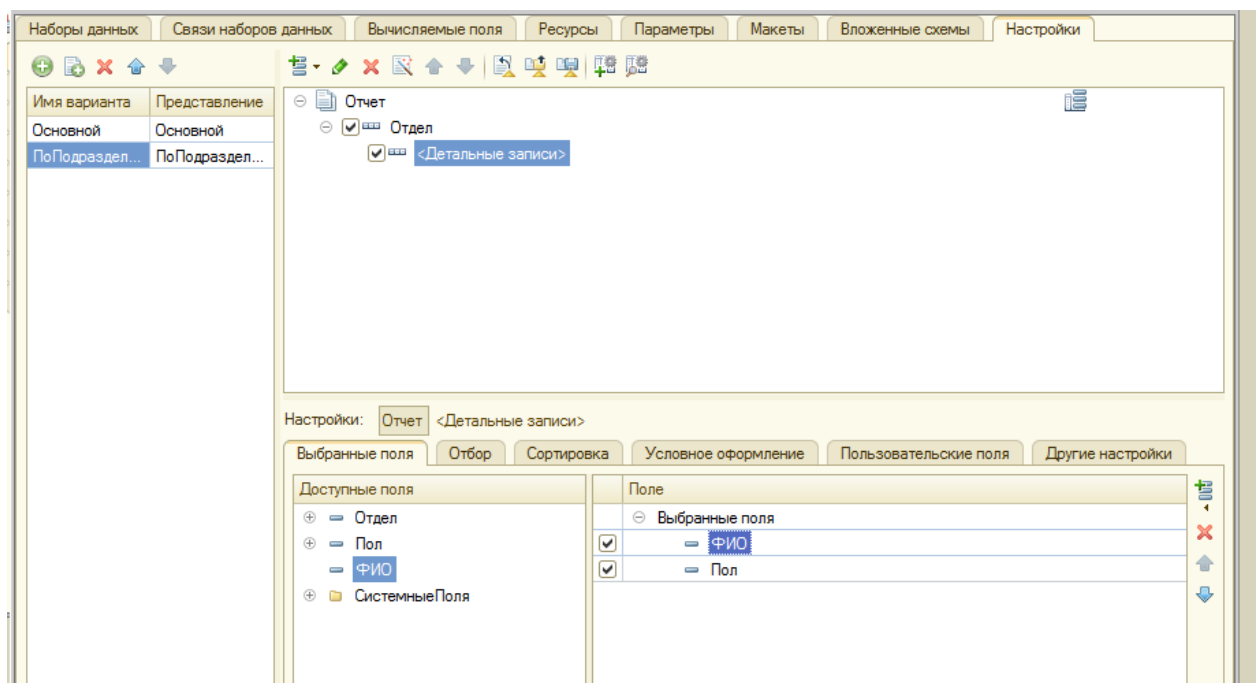 Наборы данных Связи наборов данных Вычисляемые поля Ресурсы Параметры Макеты Вложенные схемы Настройки
Имя варианта Представление
Основной Основной
ПоПодраздел... ПоПодраздел...
Отчет
Отдел
<Детальные записи>
Настройки: Отчет <Детальные записи>
Выбранные поля Отбор Сортировка Условное оформление Пользовательские поля Другие настройки
Доступные поля Поле
Отдел Выбранные поля
Пол ФИО
ФИО Пол
СистемныеПоля